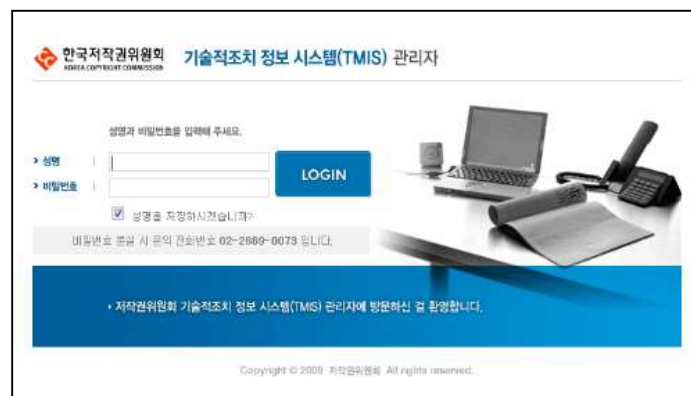 한국저작권위원회
KOREA COPYRIGHT COMMISSION
기술적조치 정보 시스템(TMIS) 관리자
성명과 비밀번호를 입력해 주세요.
› 성명
› 비밀번호
LOGIN
성명을 저장하시겠습니까?
비밀번호 분실 시 문의 전화번호 02-2669-0073 입니다.
· 저작권위원회 기술적조치 정보 시스템(TMIS) 관리자에 방문하신 걸 환영합니다.
Copyright © 2009 저작권위원회 All rights reserved.